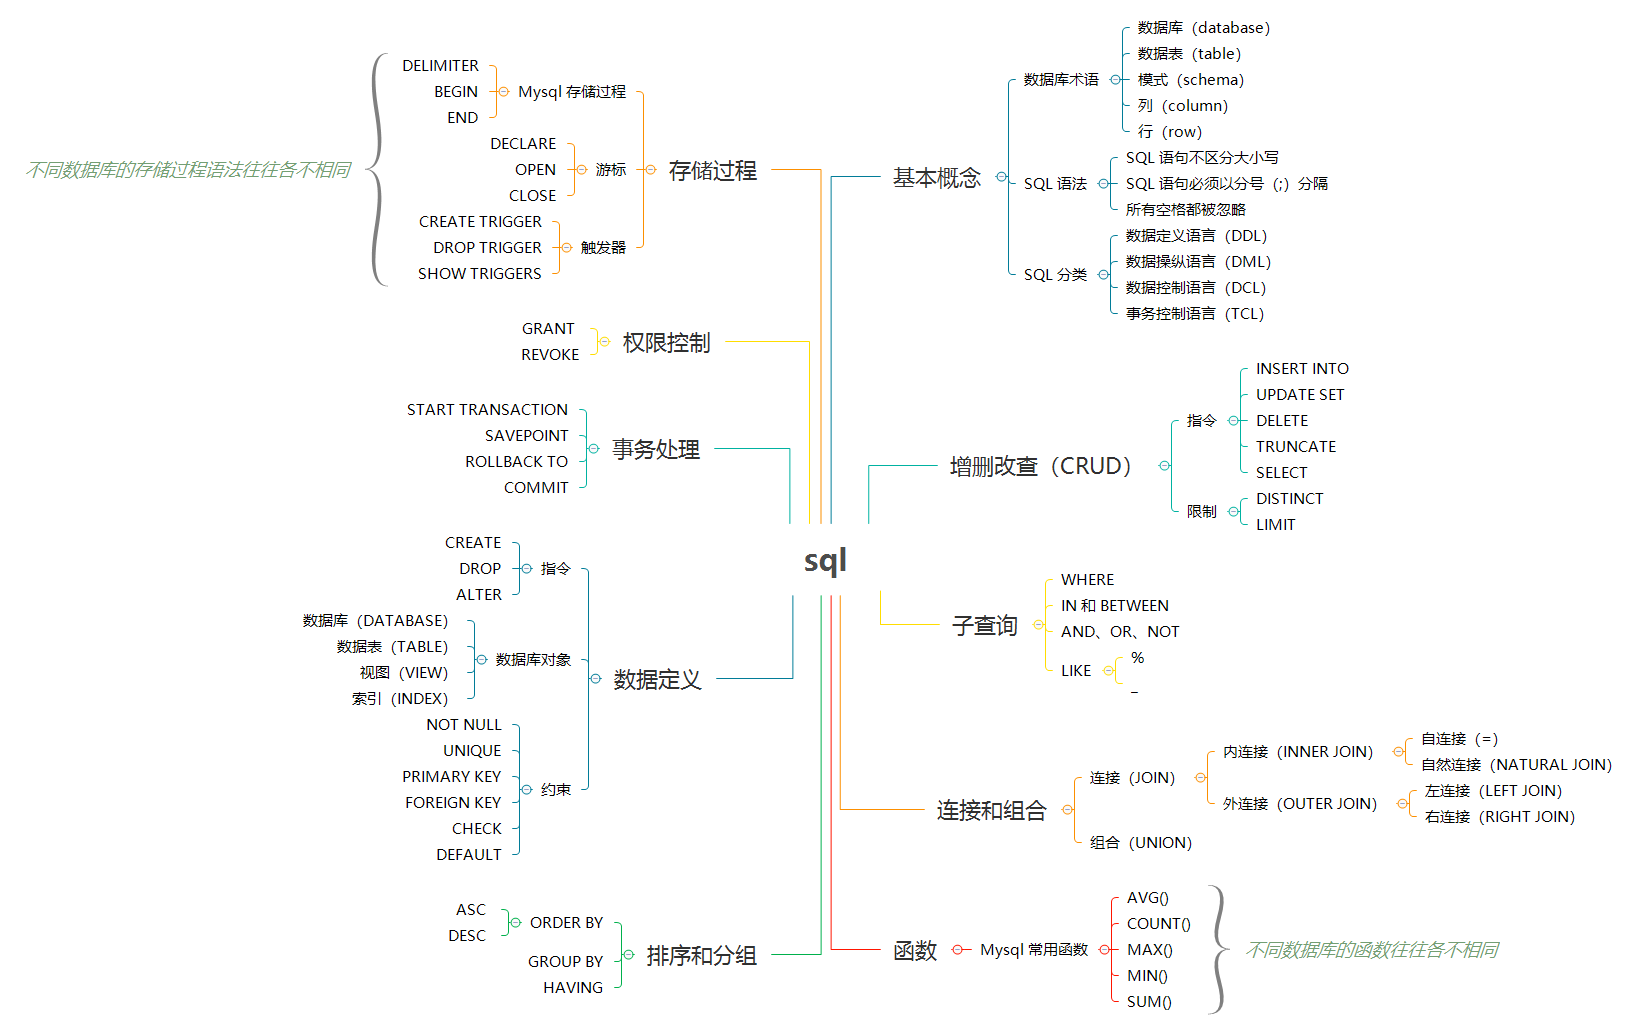 sql
基本概念
数据库术语
数据库（database）
数据表（table）
模式（schema）
列（column）
行（row）
SQL 语法
SQL 语句不区分大小写
SQL 语句必须以分号（;）分隔
所有空格都被忽略
SQL 分类
数据定义语言（DDL）
数据操纵语言（DML）
数据控制语言（DCL）
事务控制语言（TCL）
增删改查（CRUD）
指令
INSERT INTO
UPDATE SET
DELETE
TRUNCATE
SELECT
限制
DISTINCT
LIMIT
子查询
WHERE
IN 和 BETWEEN
AND、OR、NOT
LIKE
%
_
连接和组合
连接（JOIN）
内连接（INNER JOIN）
自连接（=）
自然连接（NATURAL JOIN）
外连接（OUTER JOIN）
左连接（LEFT JOIN）
右连接（RIGHT JOIN）
组合（UNION）
函数
Mysql 常用函数
AVG()
COUNT()
MAX()
MIN()
SUM()
不同数据库的函数往往各不相同
存储过程
Mysql 存储过程
DELIMITER
BEGIN
END
游标
DECLARE
OPEN
CLOSE
触发器
CREATE TRIGGER
DROP TRIGGER
SHOW TRIGGERS
不同数据库的存储过程语法往往各不相同
权限控制
GRANT
REVOKE
事务处理
START TRANSACTION
SAVEPOINT
ROLLBACK TO
COMMIT
数据定义
指令
CREATE
DROP
ALTER
数据库对象
数据库（DATABASE）
数据表（TABLE）
视图（VIEW）
索引（INDEX）
约束
NOT NULL
UNIQUE
PRIMARY KEY
FOREIGN KEY
CHECK
DEFAULT
排序和分组
ORDER BY
ASC
DESC
GROUP BY
HAVING